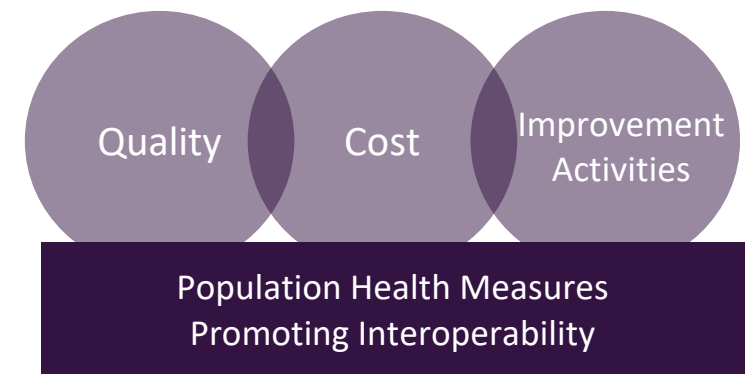 Quality
Cost
Improvement
Activities
Population Health Measures
Promoting Interoperability